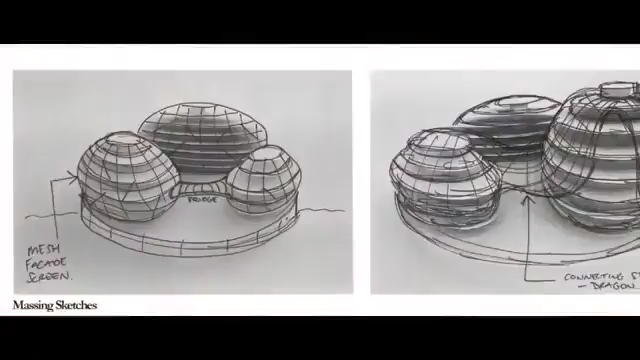 BRIDGE
MESH
FACADE
SCREEN.
CONNECTING
- DRAGON
Massing Sketches